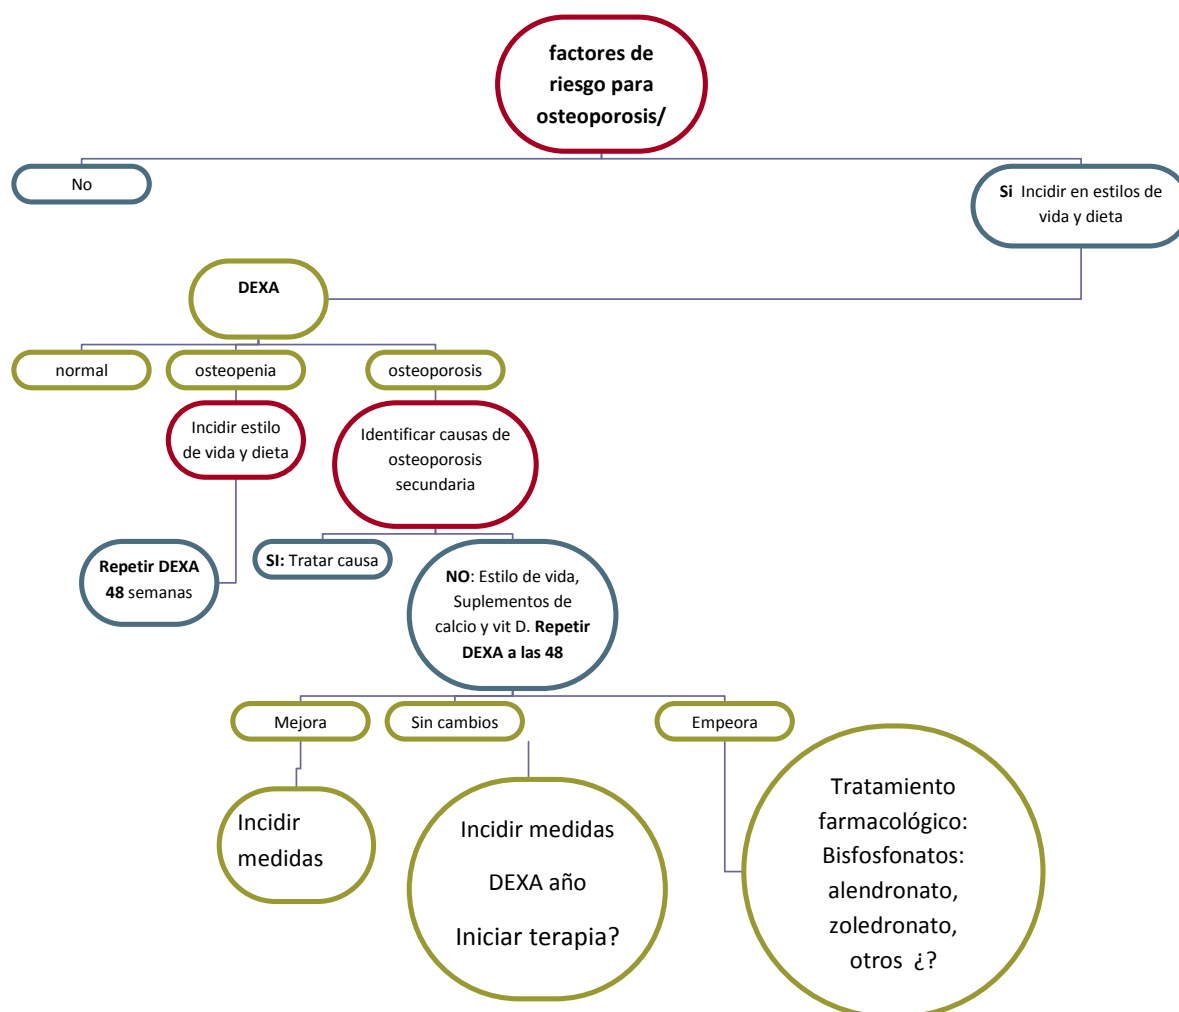 factores de
riesgo para
osteoporosis/
No
Si Incidir en estilos de
vida y dieta
DEXA
normal
osteopenia
osteoporosis
Incidir estilo
de vida y dieta
Identificar causas de
osteoporosis
secundaria
Repetir DEXA
48 semanas
SI: Tratar causa
NO: Estilo de vida,
Suplementos de
calcio y vit D. Repetir
DEXA a las 48
Mejora
Sin cambios
Empeora
Incidir
medidas
Incidir medidas
DEXA año
Iniciar terapia?
Tratamiento
farmacológico:
Bisfosfonatos:
alendronato,
zoledronato,
otros ¿?